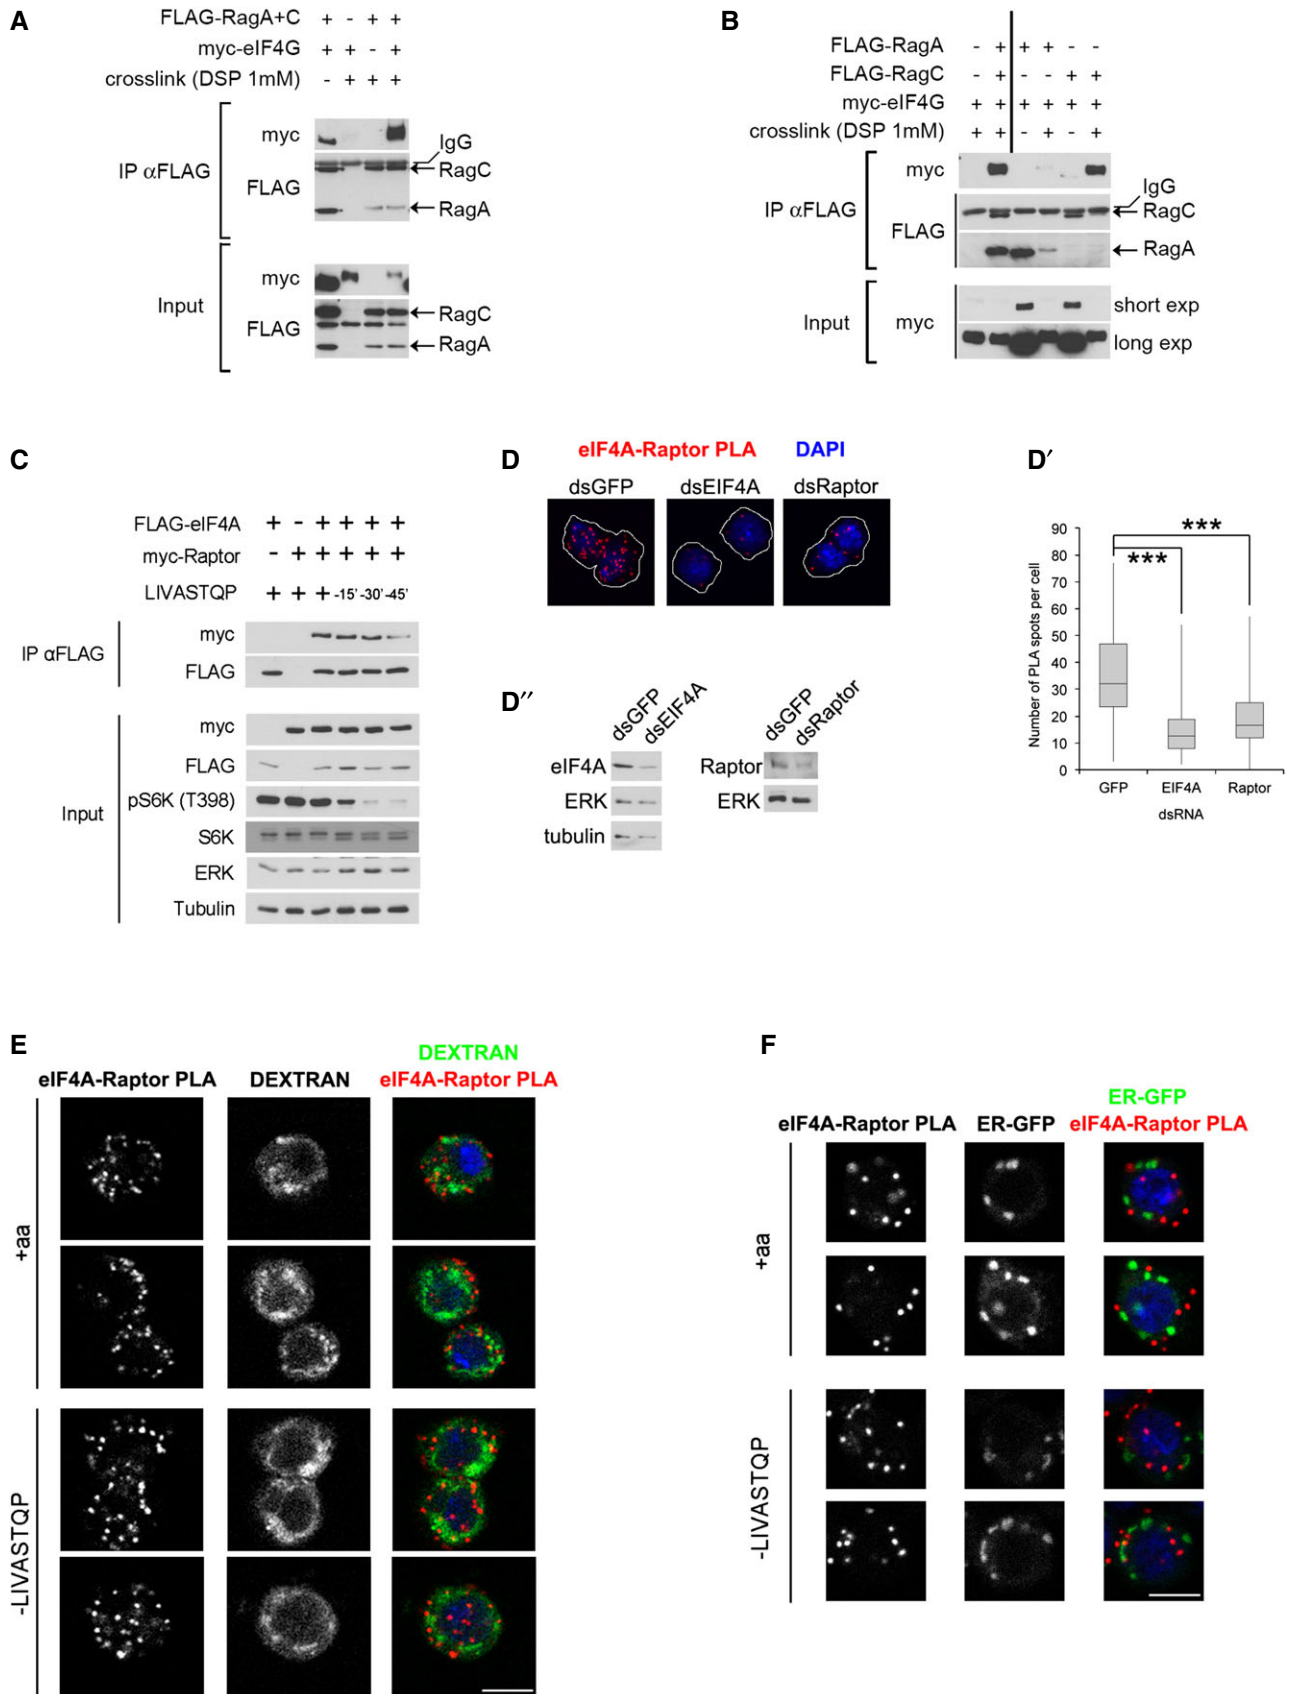 A
FLAG-RagA+C + - + +
myc-eIF4G + + - +
crosslink (DSP 1mM) - + + +
IP αFLAG
myc
FLAG
IgG
RagC
RagA
Input
myc
FLAG
RagC
RagA
B
FLAG-RagA - + + + - -
FLAG-RagC - + - - + +
myc-eIF4G + + + + + +
crosslink (DSP 1mM) + + - + - +
IP αFLAG
myc
FLAG
IgG
RagC
RagA
Input
myc
short exp
long exp
C
FLAG-eIF4A + - + + + +
myc-Raptor - + + + + +
LIVASTQP + + + -15' -30' -45'
IP αFLAG
myc
FLAG
Input
myc
FLAG
pS6K (T398)
S6K
ERK
Tubulin
D
eIF4A-Raptor PLA DAPI
dsGFP dsEIF4A dsRaptor
D′
Number of PLA spots per cell
90
80
70
60
50
40
30
20
10
0
***
***
GFP EIF4A Raptor
dsRNA
D′′
dsGFP dsEIF4A
eIF4A
ERK
tubulin
dsGFP dsRaptor
Raptor
ERK
E
DEXTRAN
eIF4A-Raptor PLA DEXTRAN eIF4A-Raptor PLA
+aa
-LIVASTQP
F
ER-GFP
eIF4A-Raptor PLA ER-GFP eIF4A-Raptor PLA
+aa
-LIVASTQP